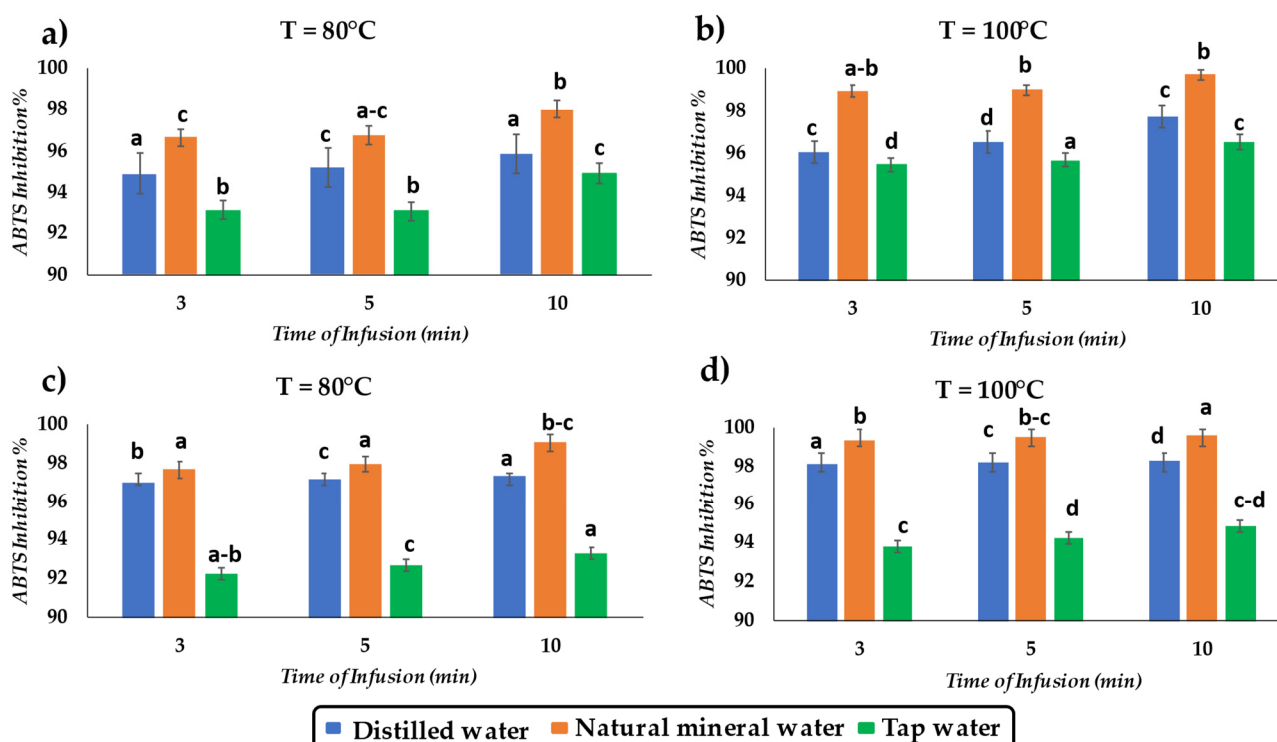 a)
T = 80°C
ABTS Inhibition%
100
98
96
94
92
90
a
c
b
c
a-c
b
a
b
c
3
5
10
Time of Infusion (min)
b)
T = 100°C
ABTS Inhibition%
100
98
96
94
92
90
c
a-b
d
d
b
a
c
b
c
3
5
10
Time of Infusion (min)
c)
T = 80°C
ABTS Inhibition%
100
98
96
94
92
90
b
a
a-b
c
a
c
a
b-c
a
3
5
10
Time of Infusion (min)
d)
T = 100°C
ABTS Inhibition%
100
98
96
94
92
90
a
b
c
c
b-c
d
d
a
c-d
3
5
10
Time of Infusion (min)
Distilled water Natural mineral water Tap water